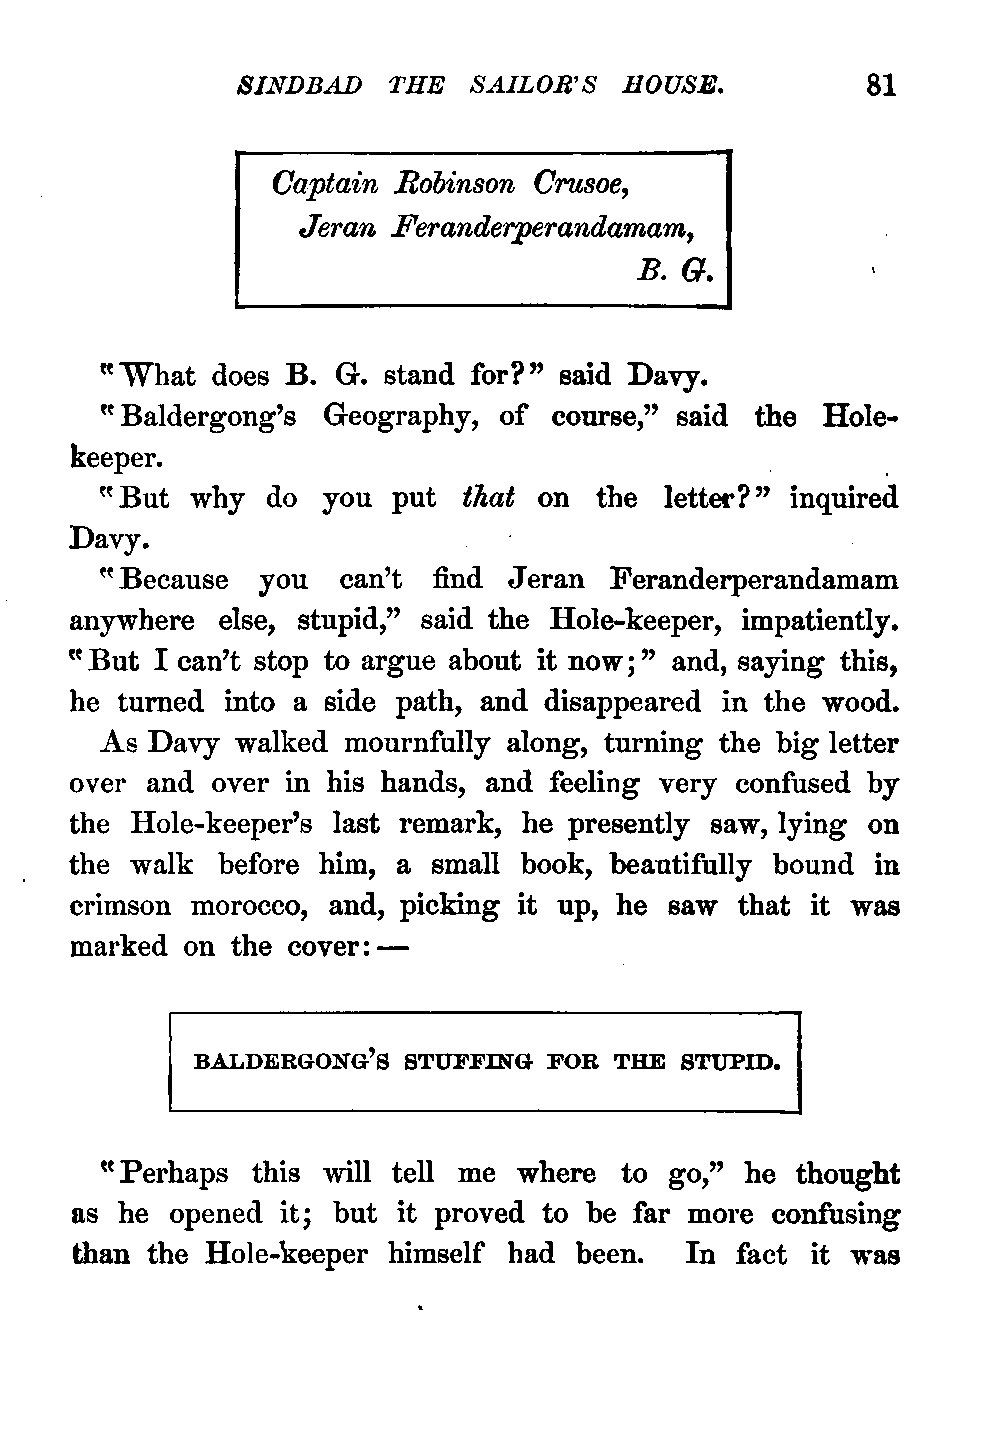 SINDBAD THE SAILOR'S HOUSE. 81
Captain Robinson Crusoe,
Jeran Feranderperandamam,
B. G.
"What does B. G. stand for?" said Davy.
"Baldergong's Geography, of course," said the Hole-
keeper.
"But why do you put that on the letter?" inquired
Davy.
"Because you can't find Jeran Feranderperandamam
anywhere else, stupid," said the Hole-keeper, impatiently.
"But I can't stop to argue about it now;" and, saying this,
he turned into a side path, and disappeared in the wood.
As Davy walked mournfully along, turning the big letter
over and over in his hands, and feeling very confused by
the Hole-keeper's last remark, he presently saw, lying on
the walk before him, a small book, beautifully bound in
crimson morocco, and, picking it up, he saw that it was
marked on the cover:—
BALDERGONG'S STUFFING FOR THE STUPID.
"Perhaps this will tell me where to go," he thought
as he opened it; but it proved to be far more confusing
than the Hole-keeper himself had been. In fact it was